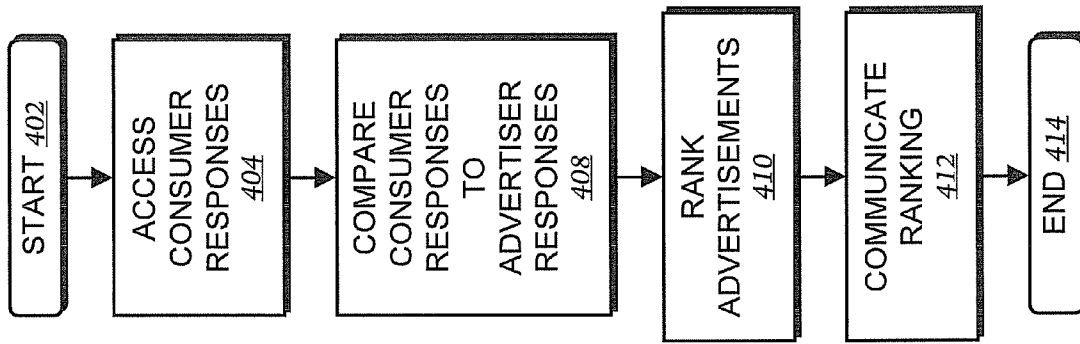 START 402
ACCESS
CONSUMER
RESPONSES
404
COMPARE
CONSUMER
RESPONSES
TO
ADVERTISER
RESPONSES
408
RANK
ADVERTISEMENTS
410
COMMUNICATE
RANKING
412
END 414